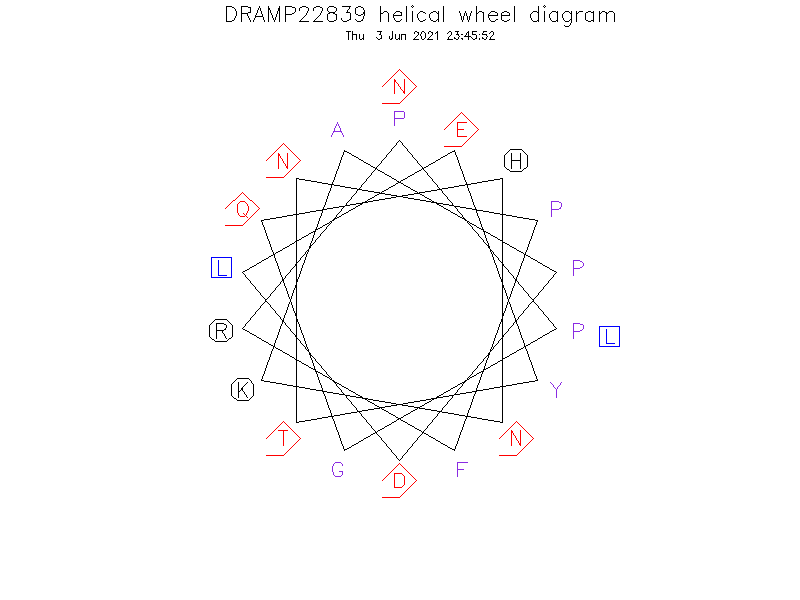 DRAMP22839 helical wheel diagram
Thu 3 Jun 2021 23:45:52
N
A P E
N H
Q P
L P
R P L
K Y
T N
G D F